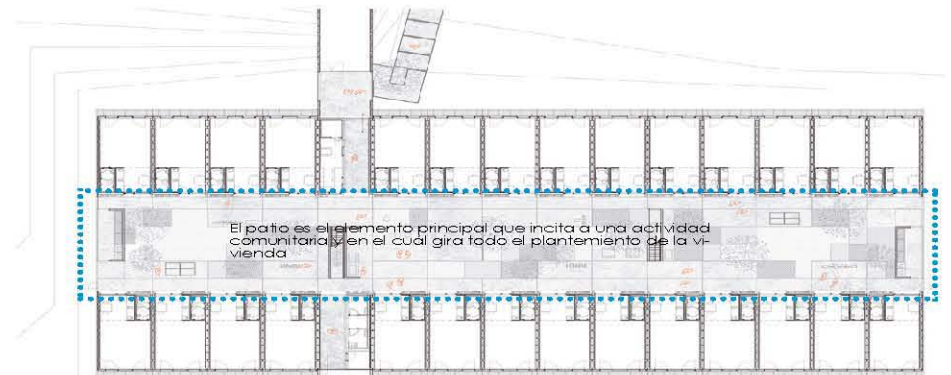 El patio es el elemento principal que incita a una actividad
comunitaria y en el cual gira todo el plantemiento de la vi-
vienda